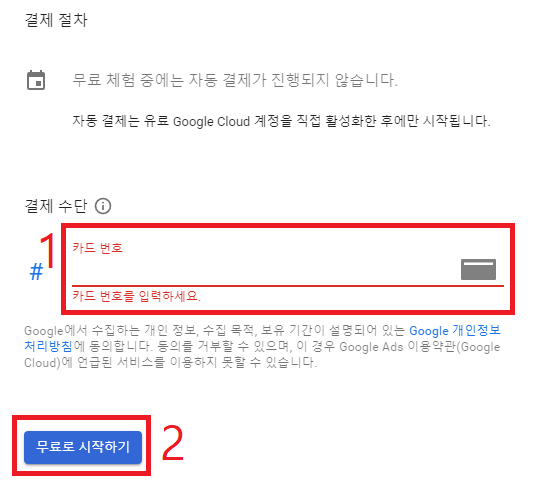 결제 절차
무료 체험 중에는 자동 결제가 진행되지 않습니다.
자동 결제는 유료 Google Cloud 계정을 직접 활성화한 후에만 시작됩니다.
결제 수단
1
카드 번호
#
카드 번호를 입력하세요.
Google에서 수집하는 개인 정보, 수집 목적, 보유 기간이 설명되어 있는 Google 개인정보
처리방침에 동의합니다. 동의를 거부할 수 있으며, 이 경우 Google Ads 이용약관(Google
Cloud)에 언급된 서비스를 이용하지 못할 수 있습니다.
무료로 시작하기
2